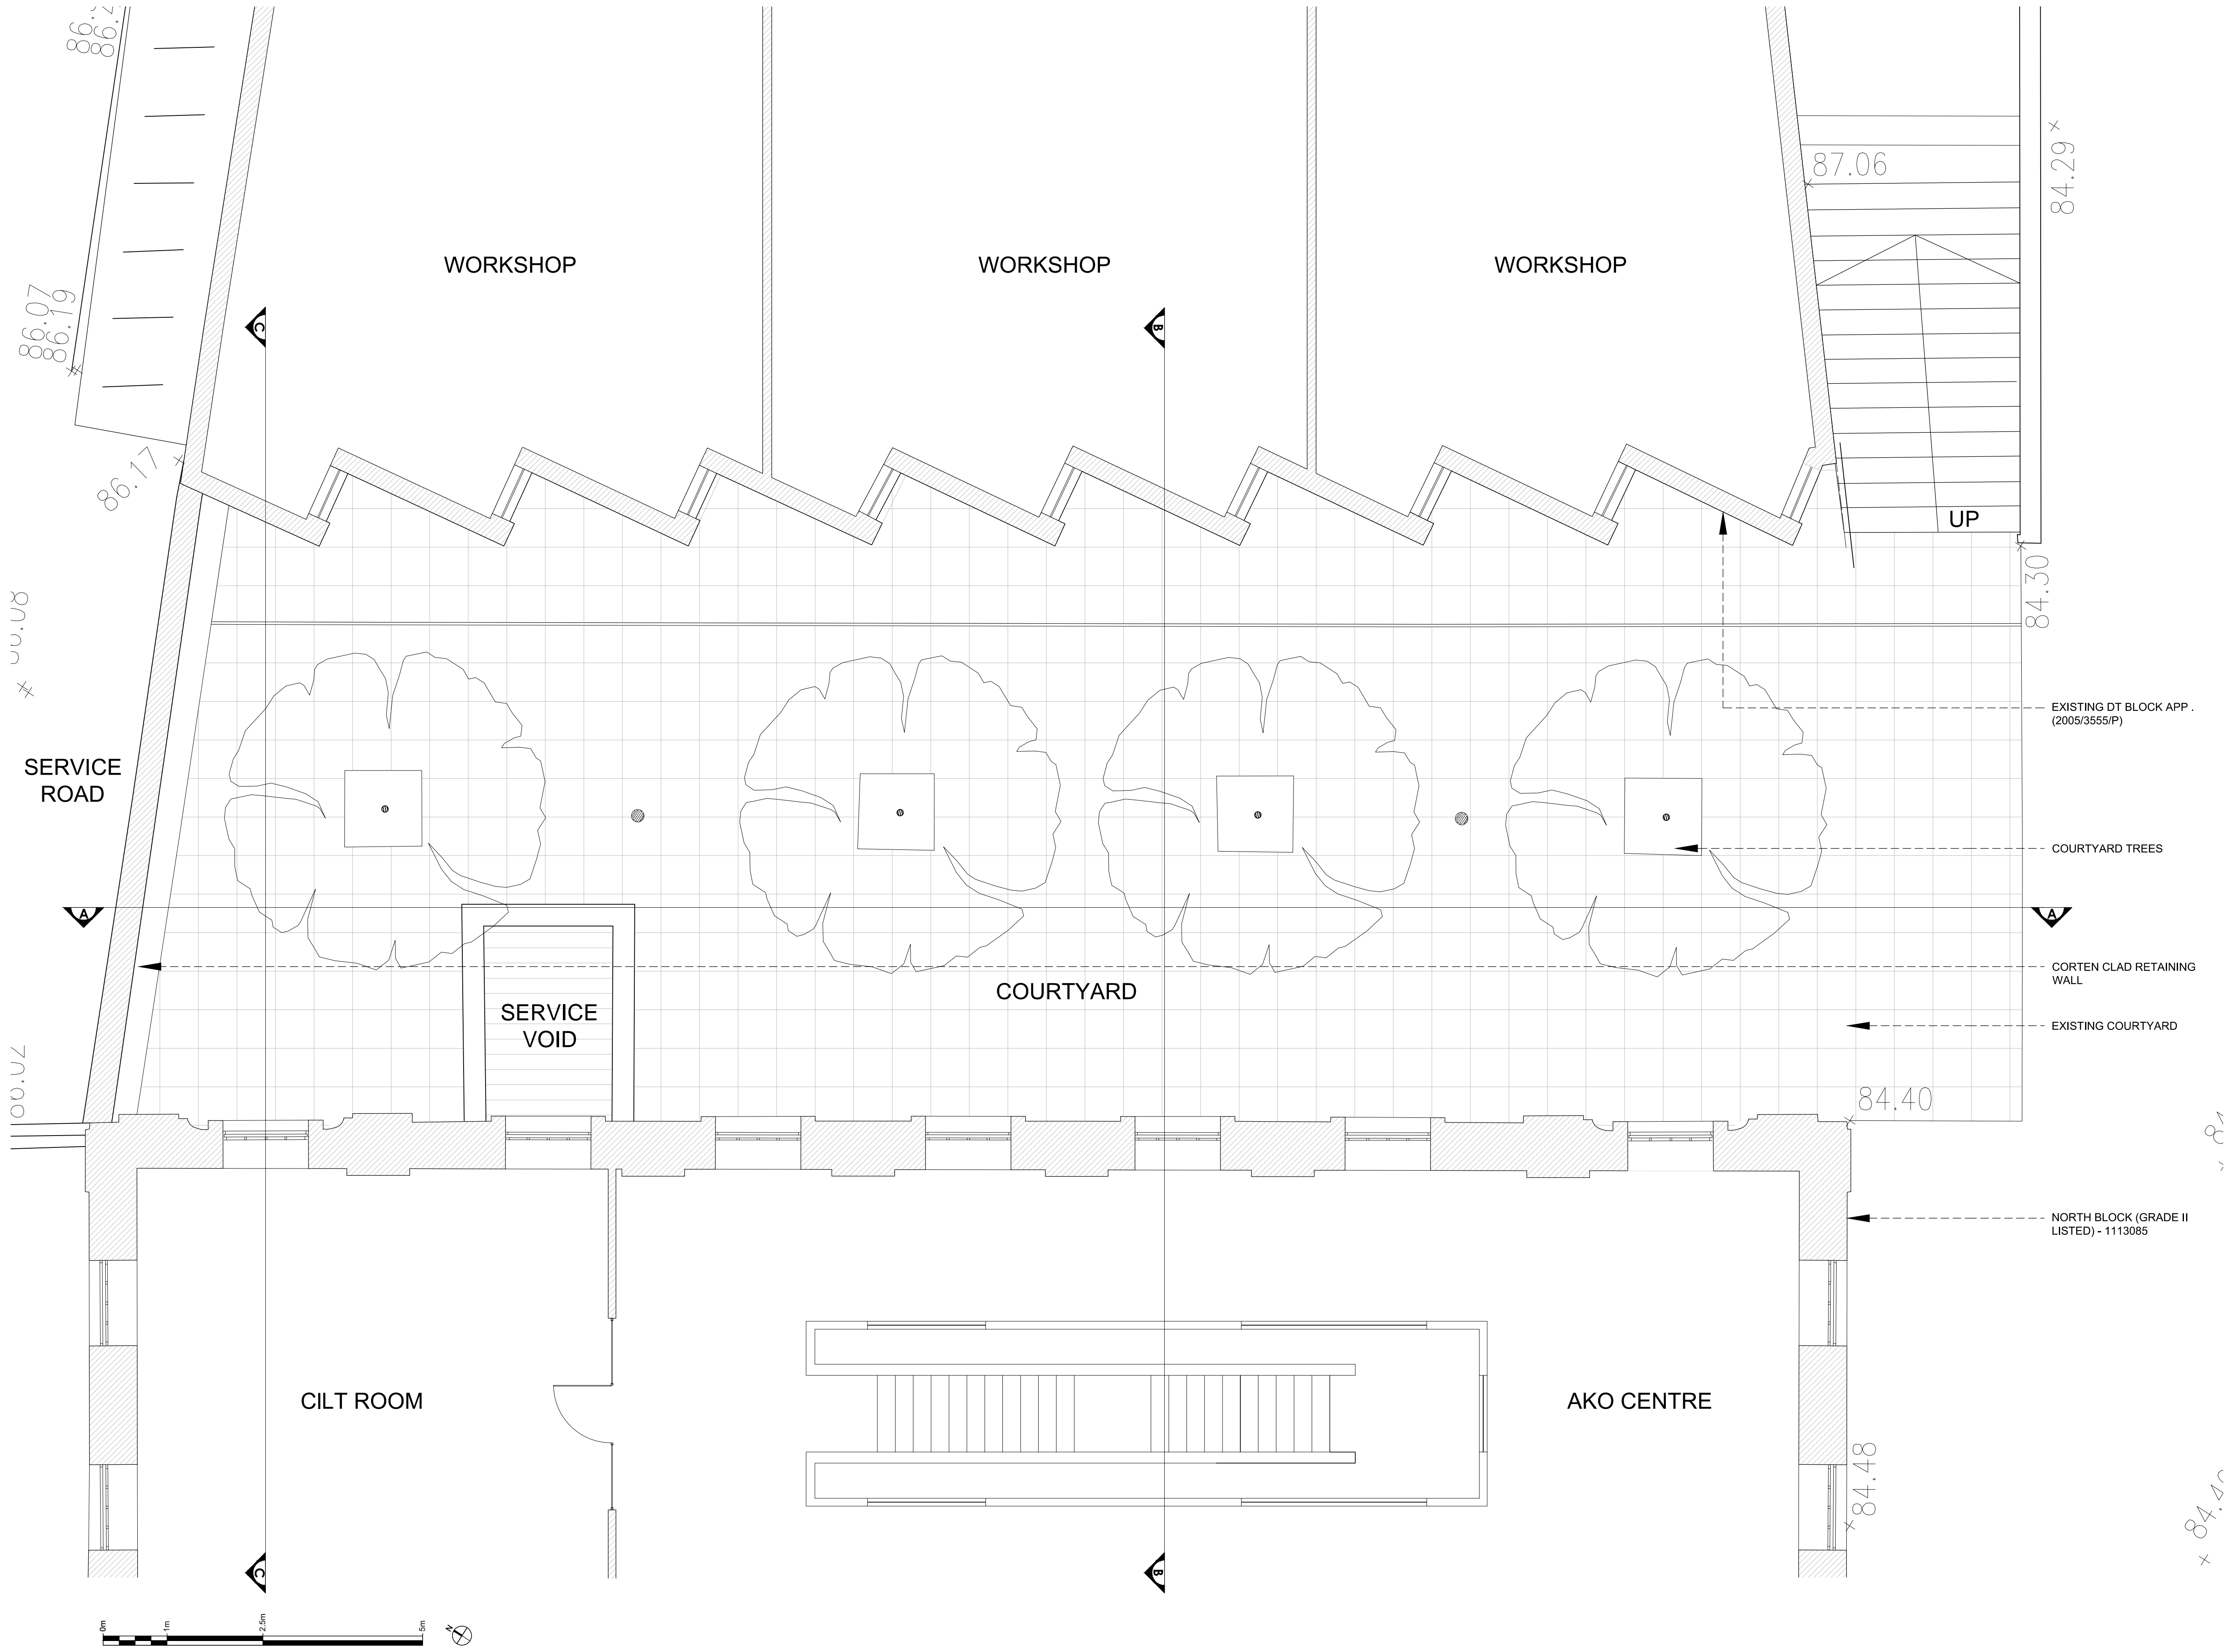 87.06
84.29
WORKSHOP
WORKSHOP
WORKSHOP
86.07
86.19
C
B
86.17
UP
84.30
EXISTING DT BLOCK APP .
(2005/3555/P)
SERVICE
ROAD
COURTYARD TREES
A
A
CORTEN CLAD RETAINING
WALL
COURTYARD
SERVICE
VOID
EXISTING COURTYARD
84.40
NORTH BLOCK (GRADE II
LISTED) - 1113085
CILT ROOM
AKO CENTRE
84.48
C
B
0m
1m
2.5m
5m
N